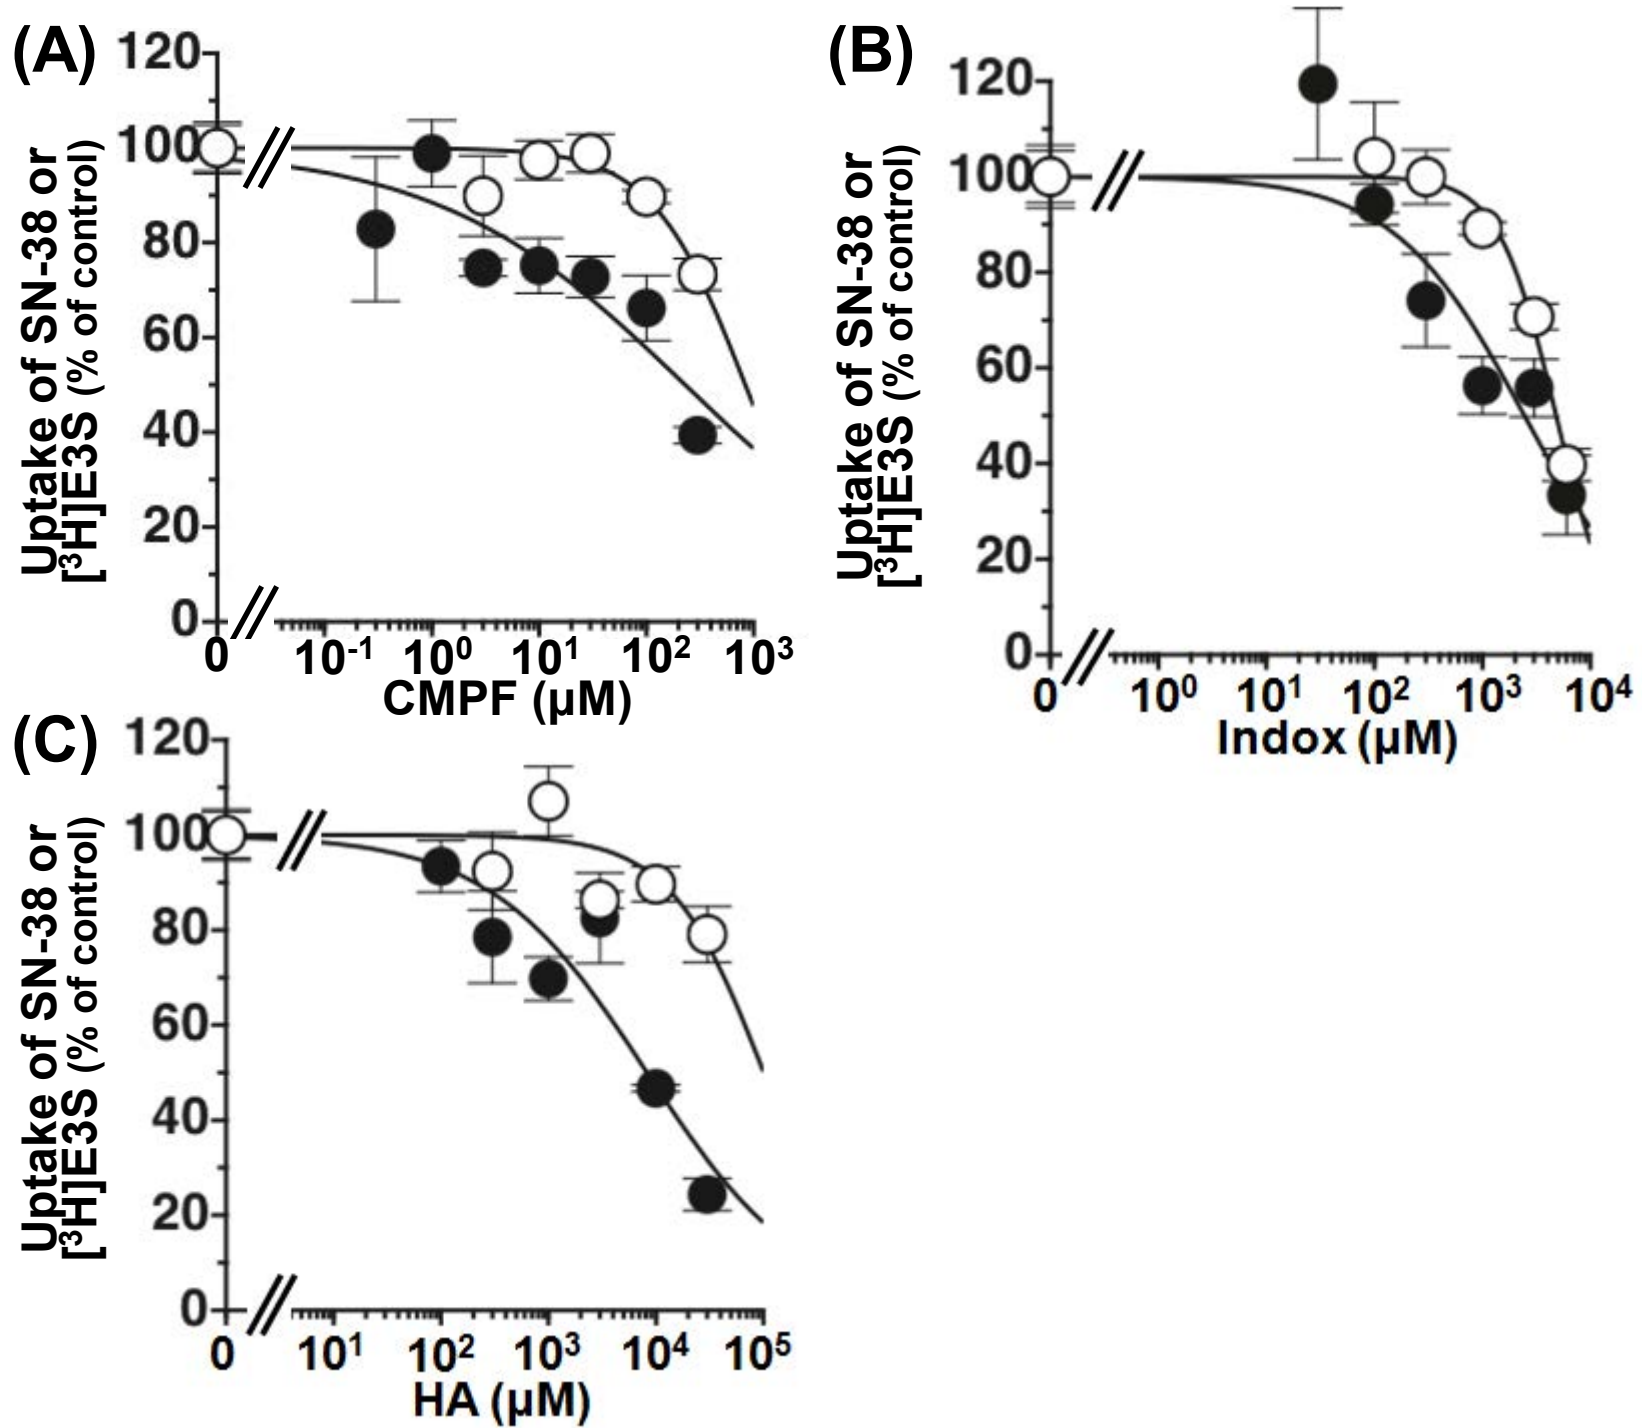 (A)
Uptake of SN-38 or
[³H]E3S (% of control)
120
100
80
60
40
20
0
0 10⁻¹ 10⁰ 10¹ 10² 10³
CMPF (µM)
(B)
Uptake of SN-38 or
[³H]E3S (% of control)
120
100
80
60
40
20
0
0 10⁰ 10¹ 10² 10³ 10⁴
Indox (µM)
(C)
Uptake of SN-38 or
[³H]E3S (% of control)
120
100
80
60
40
20
0
0 10¹ 10² 10³ 10⁴ 10⁵
HA (µM)